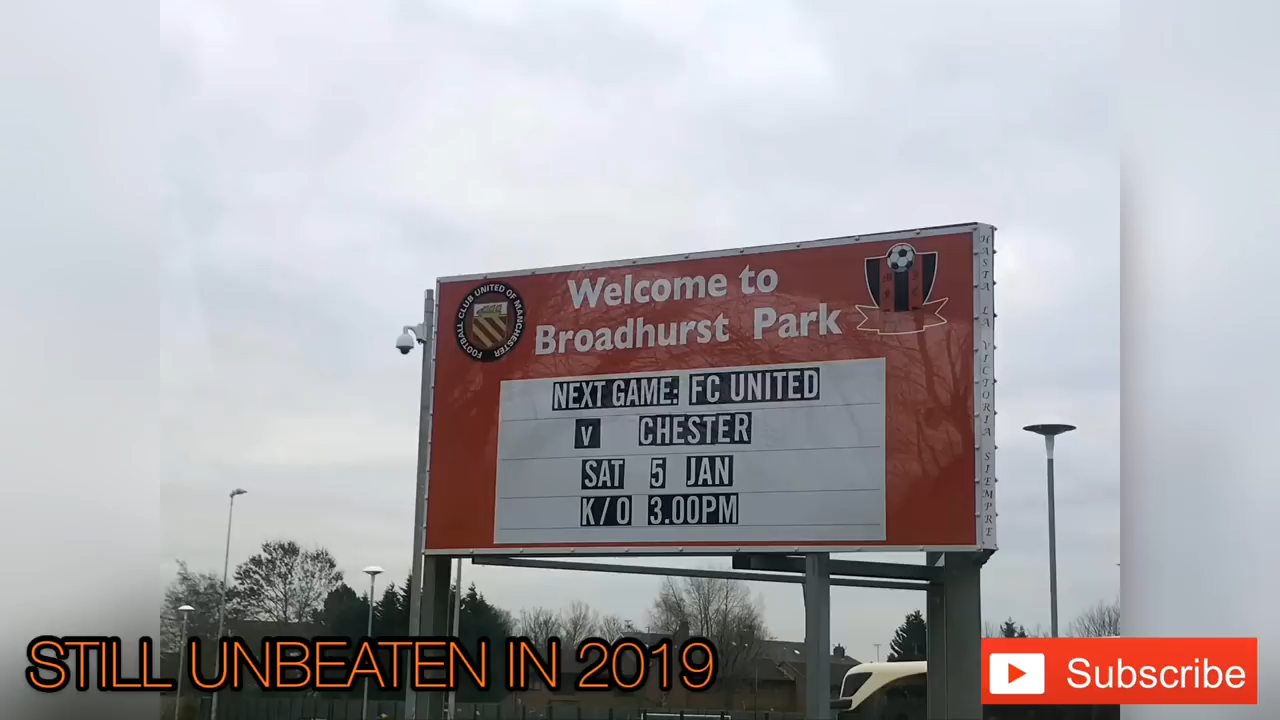 Welcome to
Broadhurst Park
FOOTBALL CLUB UNITED OF MANCHESTER
NEXT GAME: FC UNITED
V CHESTER
SAT 5 JAN
K/O 3.00PM
HASTA LA VICTORIA SIEMPRE
STILL UNBEATEN IN 2019
Subscribe